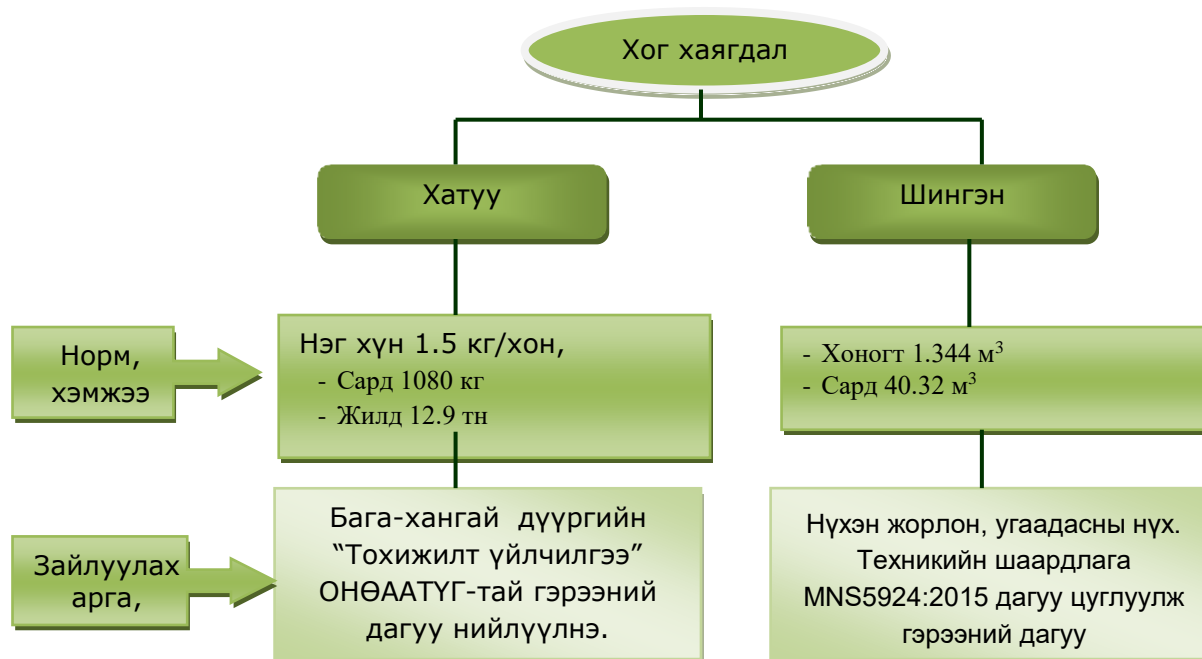 Хог хаягдал
Хатуу
Шингэн
Норм,
хэмжээ
Нэг хүн 1.5 кг/хон,
- Сард 1080 кг
- Жилд 12.9 тн
- Хоногт 1.344 м³
- Сард 40.32 м³
Зайлуулах
арга,
Бага-хангай дүүргийн
“Тохижилт үйлчилгээ”
ОНӨААТҮГ-тай гэрээний
дагуу нийлүүлнэ.
Нүхэн жорлон, угаадасны нүх.
Техникийн шаардлага
MNS5924:2015 дагуу цуглуулж
гэрээний дагуу